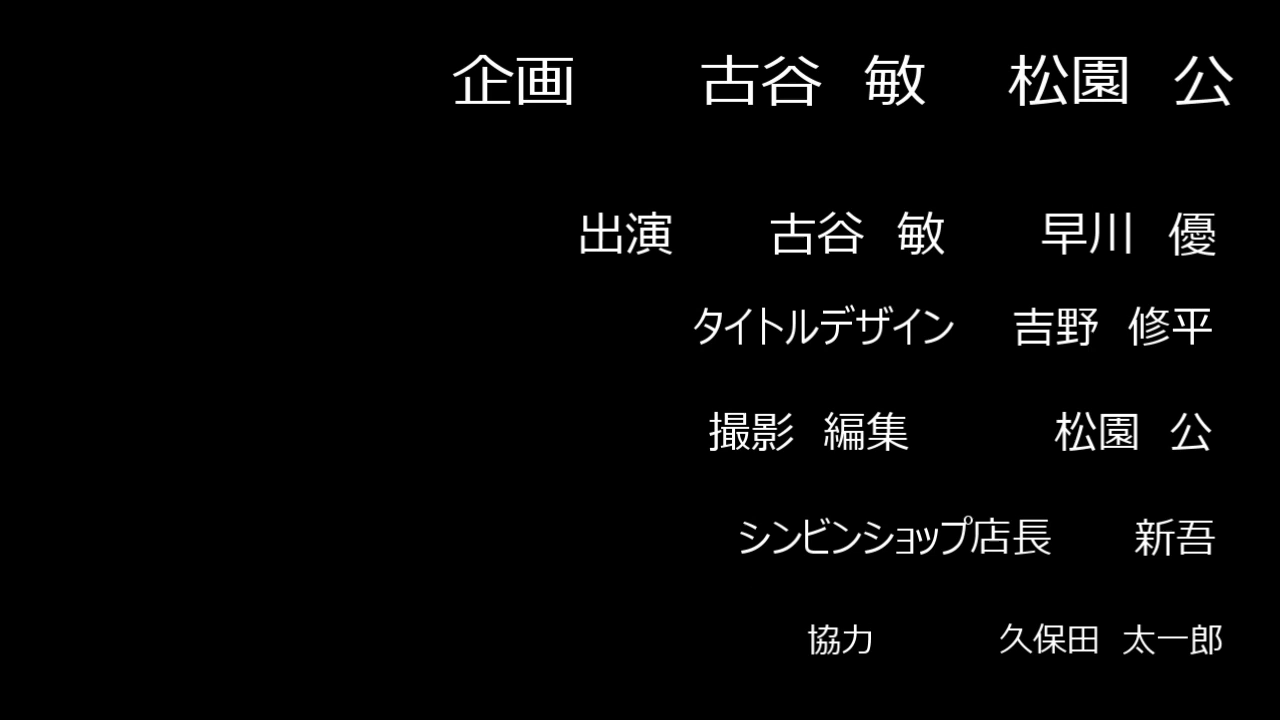 企画　　古谷　敏　　松園　公
出演　　古谷　敏　　早川　優
タイトルデザイン　吉野　修平
撮影　編集　　　松園　公
シンビンショップ店長　　新吾
協力　　　久保田　太一郎